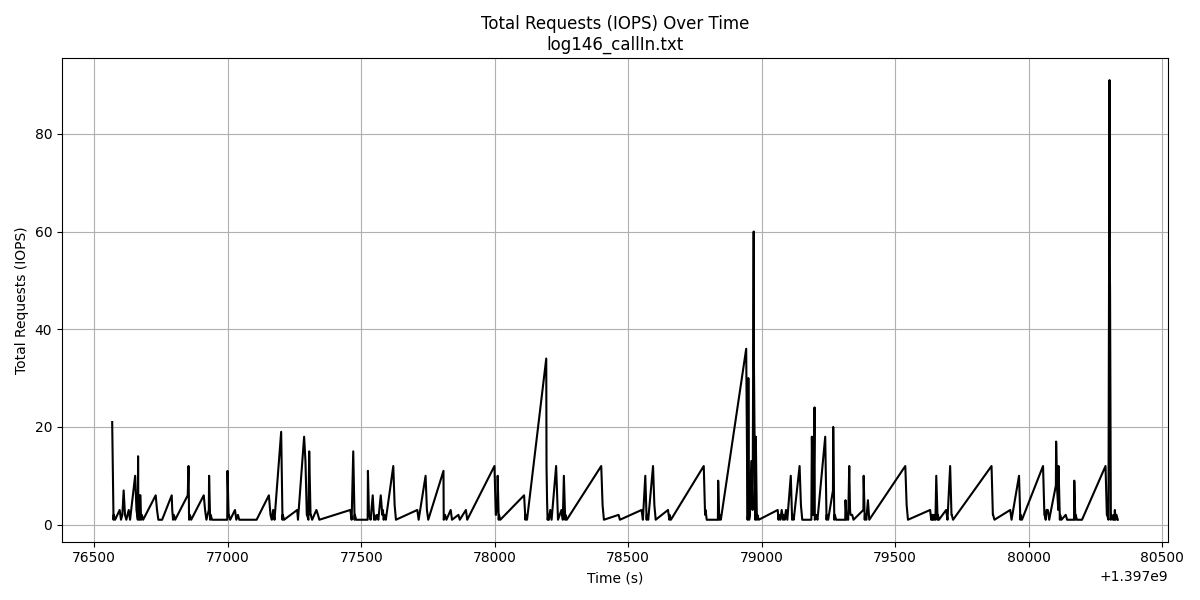 Total Requests (IOPS) Over Time
log146_callIn.txt
Total Requests (IOPS)
80
60
40
20
0
76500 77000 77500 78000 78500 79000 79500 80000 80500
Time (s)
+1.397e9